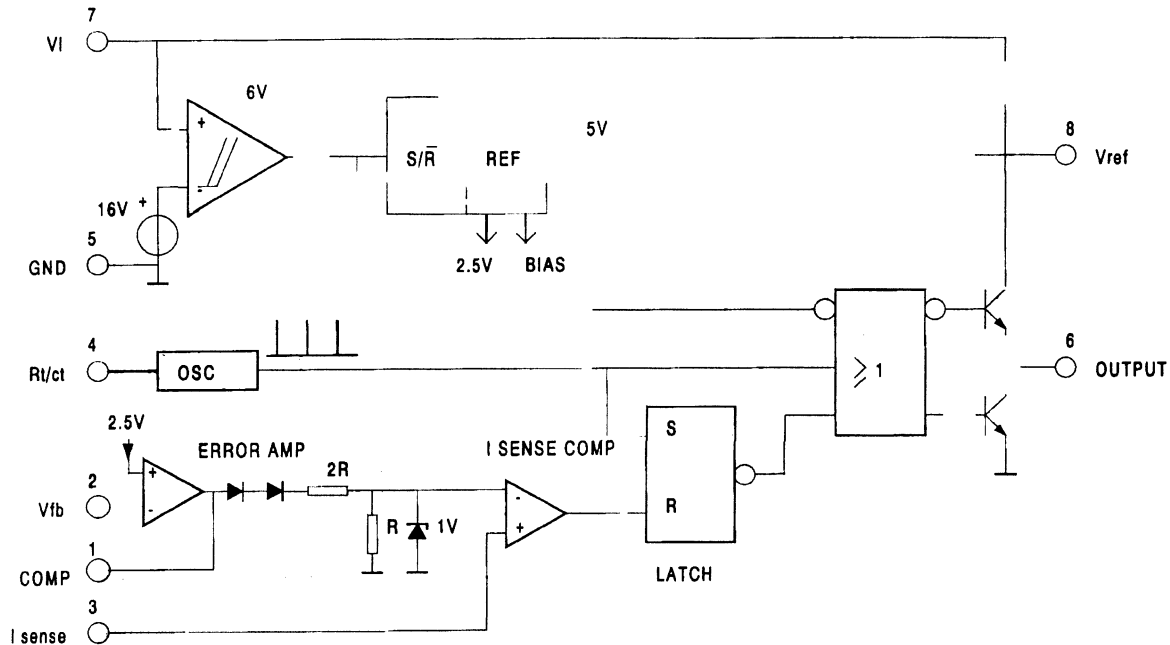 7
VI
6V
5V
8
+
S/R̅
REF
Vref
-
16V
+
5
GND
2.5V
BIAS
4
Rt/ct
OSC
≥1
6
OUTPUT
2.5V
ERROR AMP
I SENSE COMP
S
2
Vfb
+
-
2R
R
1V
-
+
R
1
COMP
LATCH
3
I sense